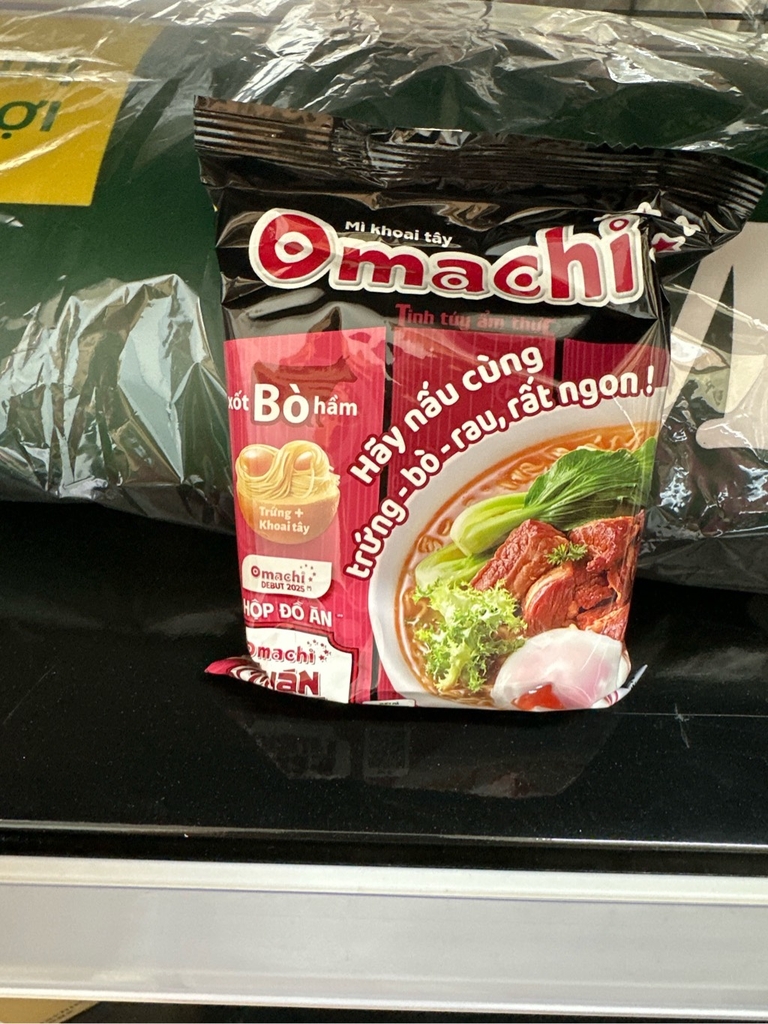 ợi
Mì khoai tây
Omachi
Tinh túy ẩm thực
xốt Bò hầm
Hãy nấu cùng
trứng - bò - rau, rất ngon !
Trứng +
Khoai tây
Omachi
DEBUT 2025
HỘP ĐỒ ĂN
Omachi